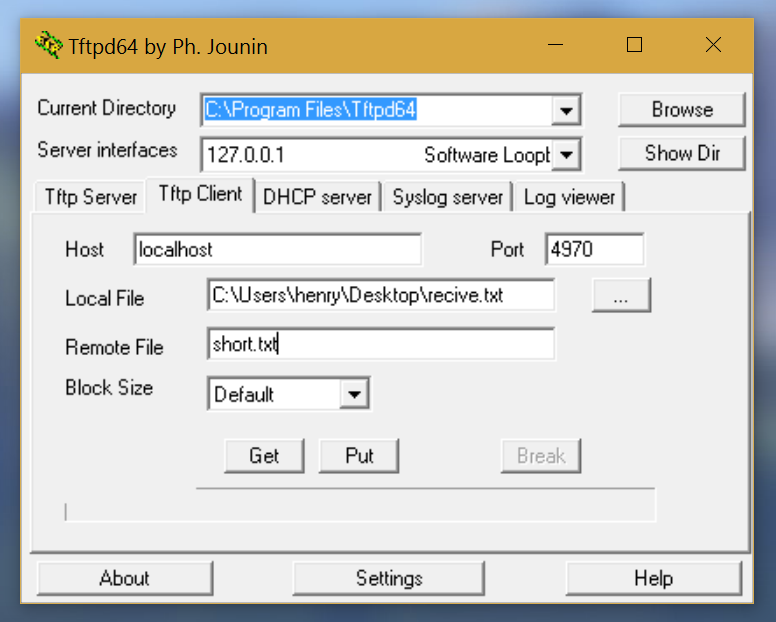 Tftpd64 by Ph. Jounin
Current Directory C:\Program Files\Tftpd64 Browse
Server interfaces 127.0.0.1 Software Loopt Show Dir
Tftp Server Tftp Client DHCP server Syslog server Log viewer
Host localhost Port 4970
Local File C:\Users\henry\Desktop\recive.txt ...
Remote File short.txt
Block Size Default
Get Put Break
About Settings Help